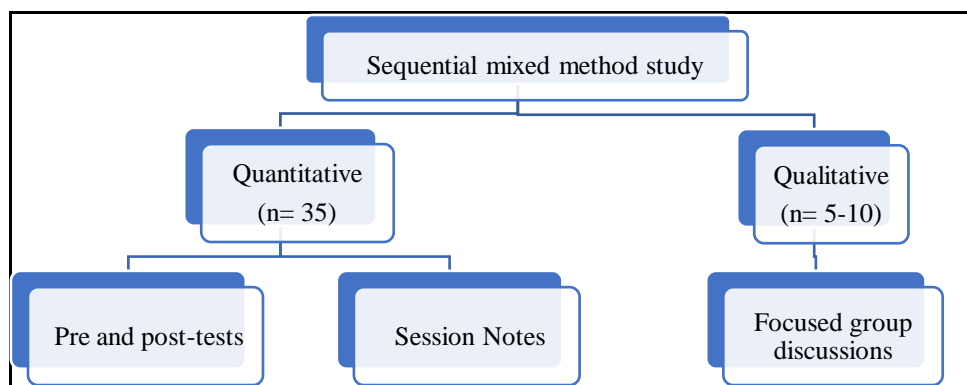 Sequential mixed method study
Quantitative
(n= 35)
Qualitative
(n= 5-10)
Pre and post-tests
Session Notes
Focused group
discussions